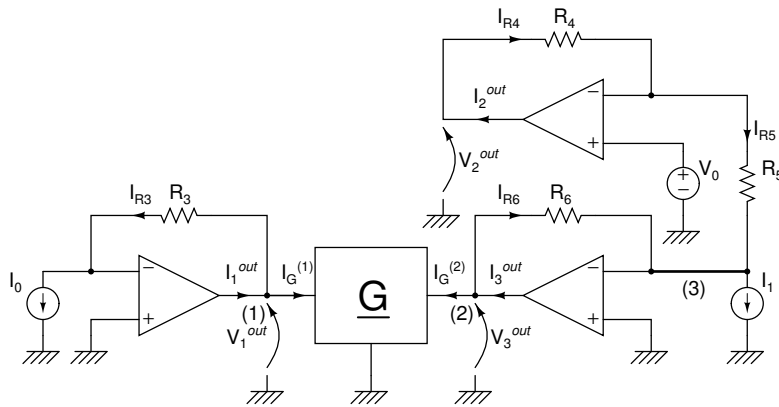 I_R4 R_4
I_2^out
−
+
I_R5
V_2^out
V_0
+
−
R_5
I_R3 R_3
I_R6 R_6
I_0
−
+
I_1^out
I_G^(1)
G
I_G^(2)
I_3^out
−
+
(3)
I_1
(1)
(2)
V_1^out
V_3^out